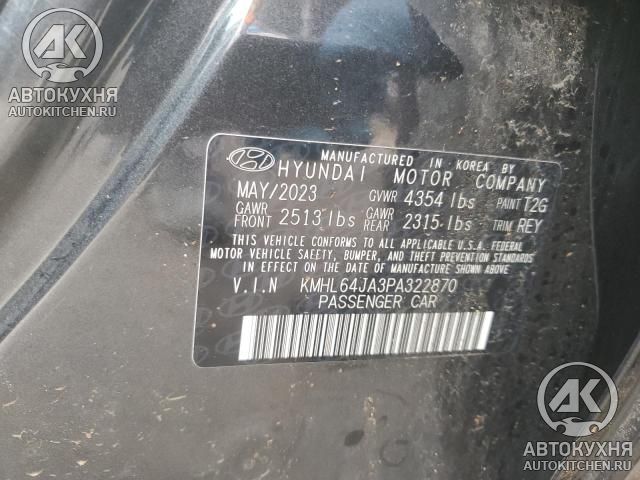 AK
АВТОКУХНЯ
AUTOKITCHEN.RU
MANUFACTURED IN KOREA BY
HYUNDAI MOTOR COMPANY
MAY/2023 GVWR 4354 lbs PAINT T2G
GAWR FRONT 2513 lbs GAWR REAR 2315 lbs TRIM REY
THIS VEHICLE CONFORMS TO ALL APPLICABLE U.S.A. FEDERAL
MOTOR VEHICLE SAFETY, BUMPER, AND THEFT PREVENTION STANDARDS
IN EFFECT ON THE DATE OF MANUFACTURE SHOWN ABOVE.
V.I.N KMHL64JA3PA322870
PASSENGER CAR
AK
АВТОКУХНЯ
AUTOKITCHEN.RU